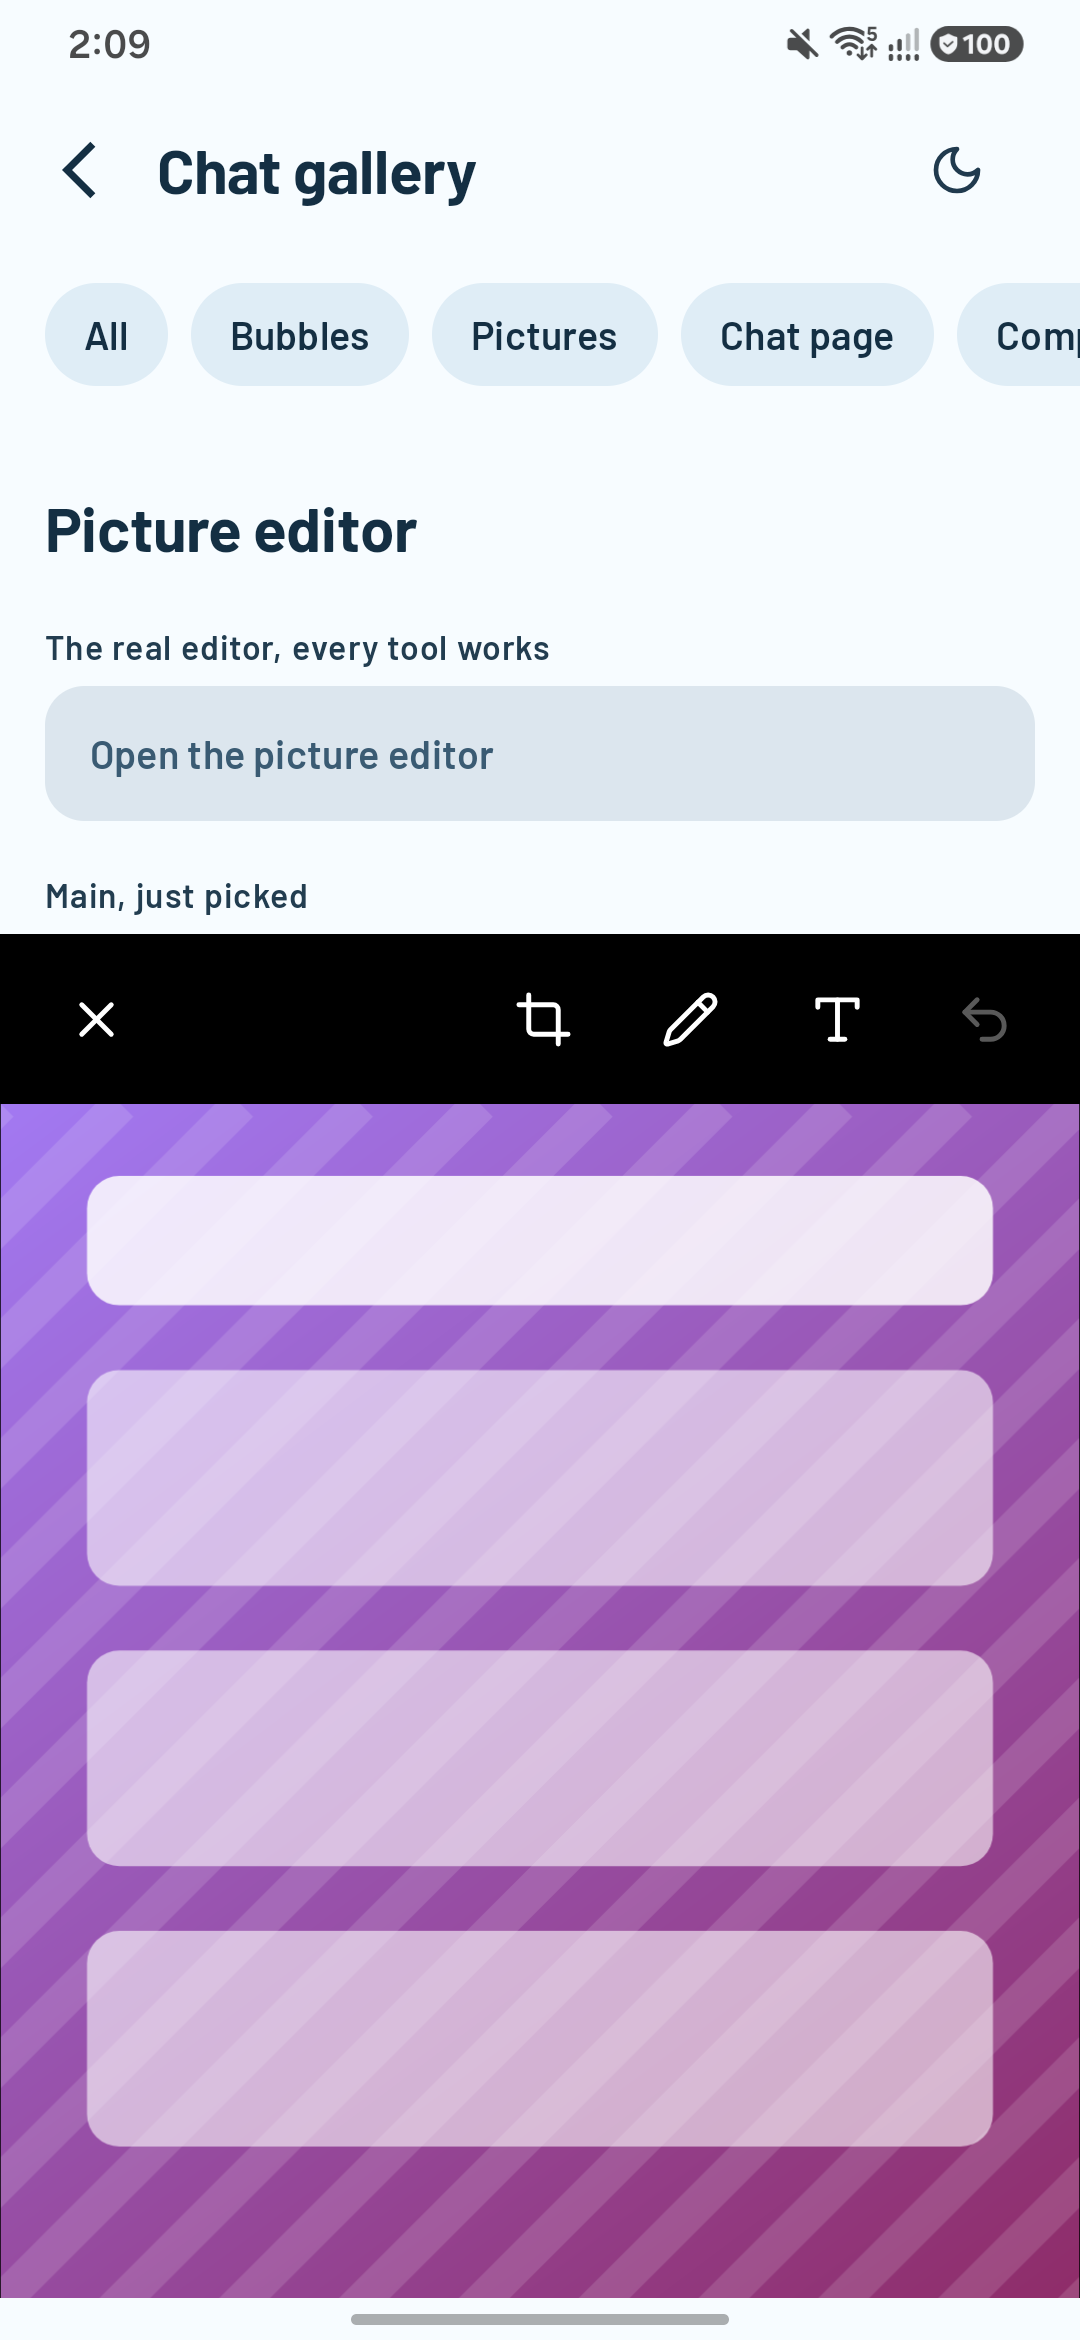 2:09
5
100
Chat gallery
All Bubbles Pictures Chat page
Picture editor
The real editor, every tool works
Open the picture editor
Main, just picked